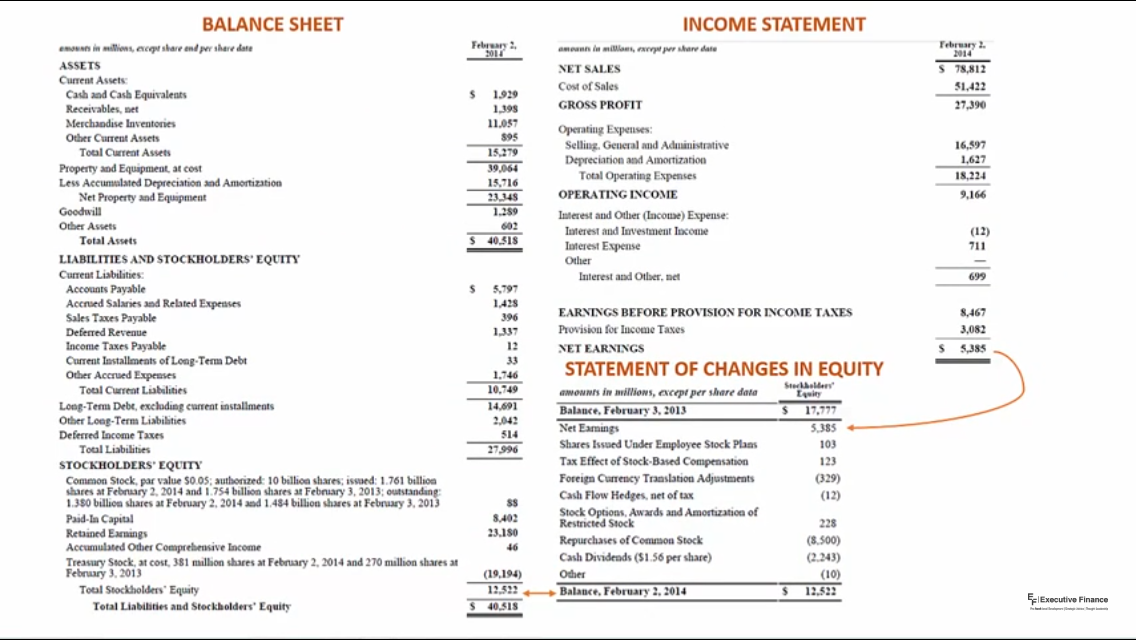 BALANCE SHEET
amounts in millions, except share and per share data
February 2,
2014
ASSETS
Current Assets:
Cash and Cash Equivalents $ 1,929
Receivables, net 1,398
Merchandise Inventories 11,057
Other Current Assets 895
Total Current Assets 15,279
Property and Equipment, at cost 39,064
Less Accumulated Depreciation and Amortization 15,716
Net Property and Equipment 23,348
Goodwill 1,289
Other Assets 602
Total Assets $ 40,518
LIABILITIES AND STOCKHOLDERS' EQUITY
Current Liabilities:
Accounts Payable $ 5,797
Accrued Salaries and Related Expenses 1,428
Sales Taxes Payable 396
Deferred Revenue 1,337
Income Taxes Payable 12
Current Installments of Long-Term Debt 33
Other Accrued Expenses 1,746
Total Current Liabilities 10,749
Long-Term Debt, excluding current installments 14,691
Other Long-Term Liabilities 2,042
Deferred Income Taxes 514
Total Liabilities 27,996
STOCKHOLDERS' EQUITY
Common Stock, par value $0.05; authorized: 10 billion shares; issued: 1.761 billion
shares at February 2, 2014 and 1.754 billion shares at February 3, 2013; outstanding:
1.380 billion shares at February 2, 2014 and 1.484 billion shares at February 3, 2013 88
Paid-In Capital 8,402
Retained Earnings 23,180
Accumulated Other Comprehensive Income 46
Treasury Stock, at cost, 381 million shares at February 2, 2014 and 270 million shares at
February 3, 2013 (19,194)
Total Stockholders' Equity 12,522
Total Liabilities and Stockholders' Equity $ 40,518
INCOME STATEMENT
amounts in millions, except per share data
February 2,
2014
NET SALES $ 78,812
Cost of Sales 51,422
GROSS PROFIT 27,390
Operating Expenses:
Selling, General and Administrative 16,597
Depreciation and Amortization 1,627
Total Operating Expenses 18,224
OPERATING INCOME 9,166
Interest and Other (Income) Expense:
Interest and Investment Income (12)
Interest Expense 711
Other —
Interest and Other, net 699
EARNINGS BEFORE PROVISION FOR INCOME TAXES 8,467
Provision for Income Taxes 3,082
NET EARNINGS $ 5,385
STATEMENT OF CHANGES IN EQUITY
amounts in millions, except per share data
Stockholders'
Equity
Balance, February 3, 2013 $ 17,777
Net Earnings 5,385
Shares Issued Under Employee Stock Plans 103
Tax Effect of Stock-Based Compensation 123
Foreign Currency Translation Adjustments (329)
Cash Flow Hedges, net of tax (12)
Stock Options, Awards and Amortization of
Restricted Stock 228
Repurchases of Common Stock (8,500)
Cash Dividends ($1.56 per share) (2,243)
Other (10)
Balance, February 2, 2014 $ 12,522
EF Executive Finance